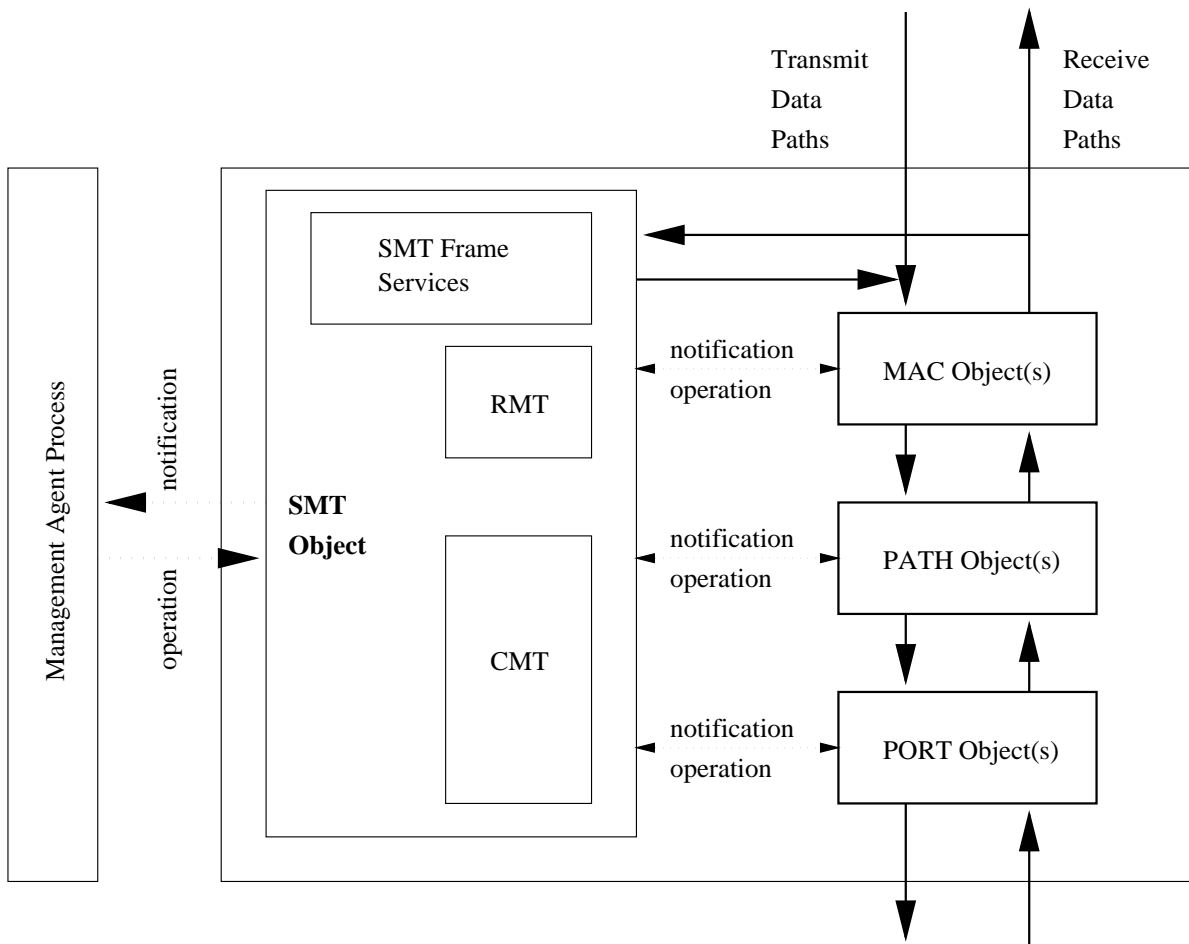 Transmit
Data
Paths
Receive
Data
Paths
SMT Frame
Services
notification
operation
MAC Object(s)
RMT
Management Agent Process
notification
operation
SMT
Object
notification
operation
PATH Object(s)
CMT
notification
operation
PORT Object(s)